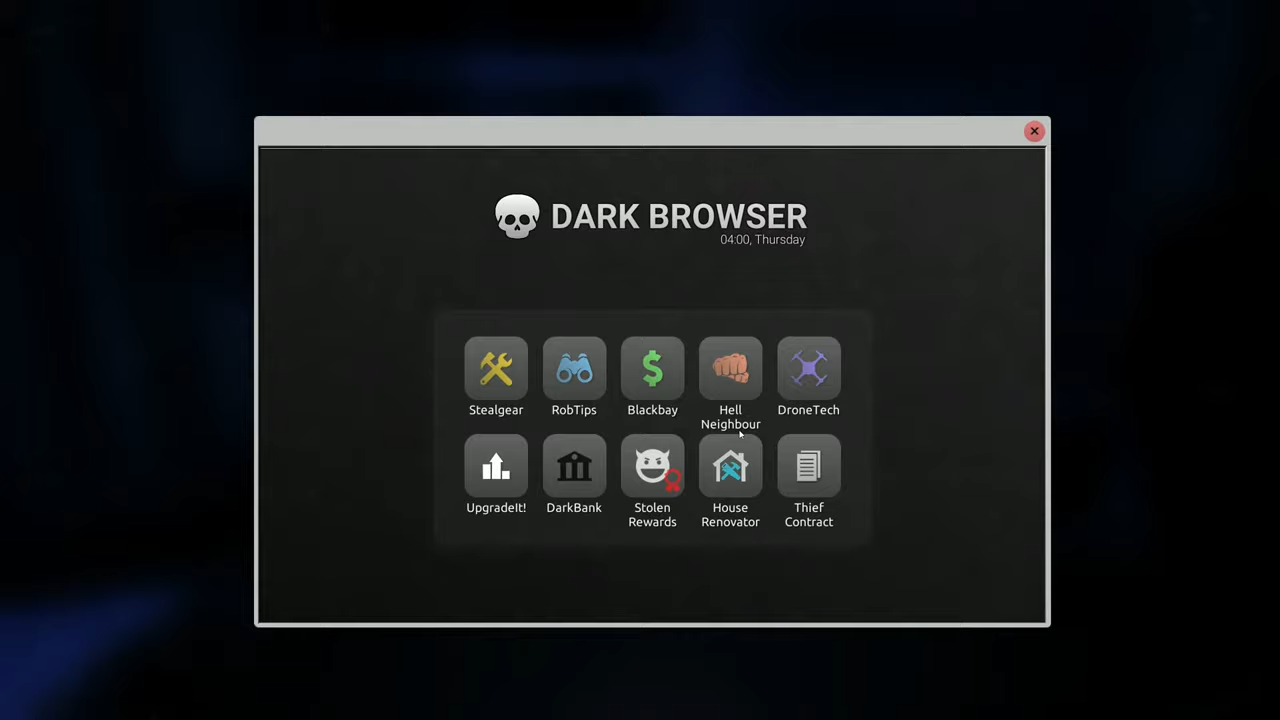 DARK BROWSER
04:00, Thursday
Stealgear
RobTips
Blackbay
Hell
Neighbour
DroneTech
UpgradeIt!
DarkBank
Stolen
Rewards
House
Renovator
Thief
Contract